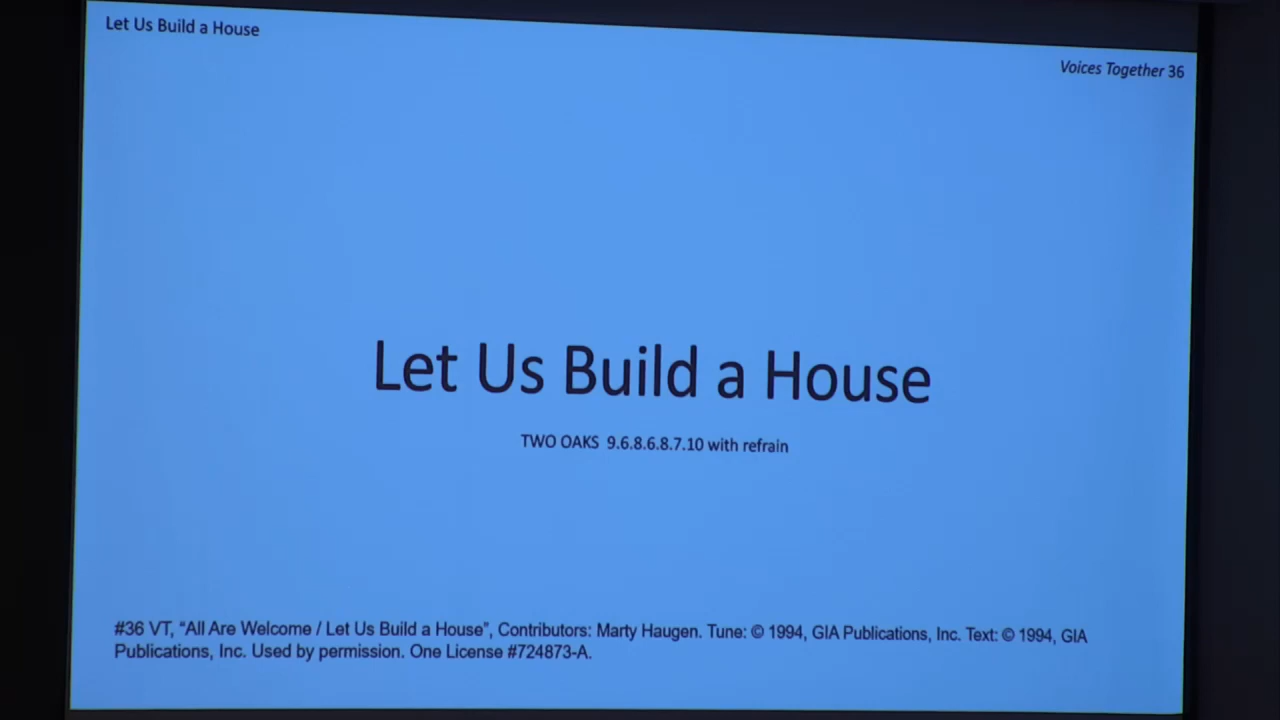 Let Us Build a House
Voices Together 36
Let Us Build a House
TWO OAKS 9.6.8.6.8.7.10 with refrain
#36 VT, “All Are Welcome / Let Us Build a House”, Contributors: Marty Haugen. Tune: © 1994, GIA Publications, Inc. Text: © 1994, GIA
Publications, Inc. Used by permission. One License #724873-A.